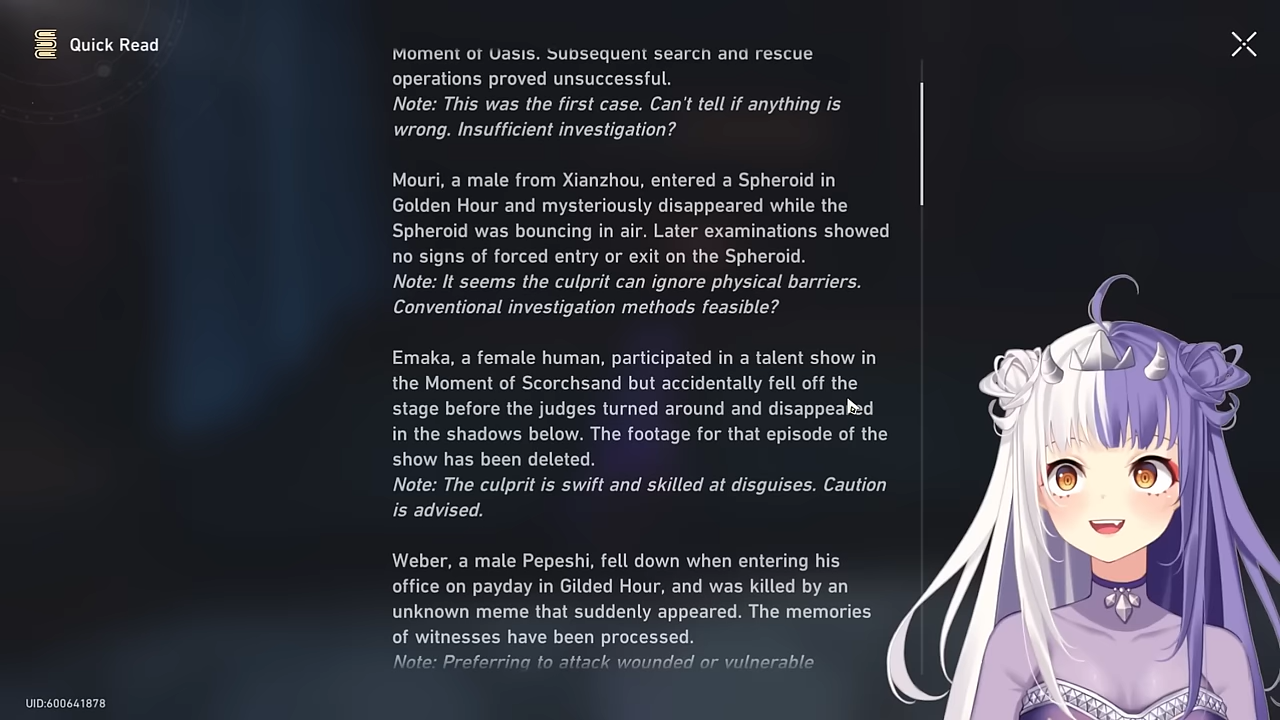 Quick Read
Moment of Oasis. Subsequent search and rescue
operations proved unsuccessful.
Note: This was the first case. Can't tell if anything is
wrong. Insufficient investigation?
Mouri, a male from Xianzhou, entered a Spheroid in
Golden Hour and mysteriously disappeared while the
Spheroid was bouncing in air. Later examinations showed
no signs of forced entry or exit on the Spheroid.
Note: It seems the culprit can ignore physical barriers.
Conventional investigation methods feasible?
Emaka, a female human, participated in a talent show in
the Moment of Scorchsand but accidentally fell off the
stage before the judges turned around and disappeared
in the shadows below. The footage for that episode of the
show has been deleted.
Note: The culprit is swift and skilled at disguises. Caution
is advised.
Weber, a male Pepeshi, fell down when entering his
office on payday in Gilded Hour, and was killed by an
unknown meme that suddenly appeared. The memories
of witnesses have been processed.
Note: Preferring to attack wounded or vulnerable
UID:600641878